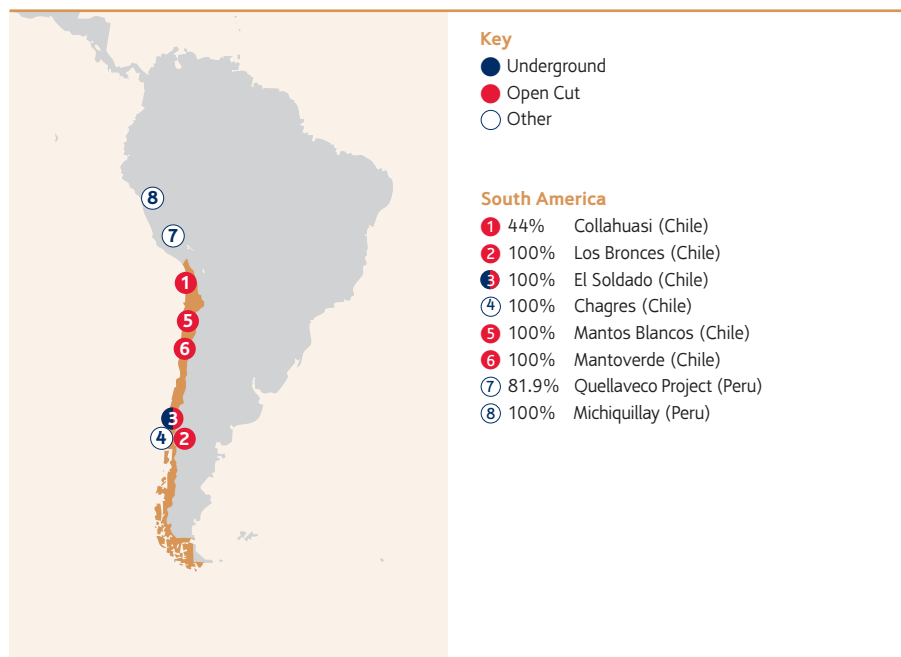 Key
Underground
Open Cut
Other
South America
1 44% Collahuasi (Chile)
2 100% Los Bronces (Chile)
3 100% El Soldado (Chile)
4 100% Chagres (Chile)
5 100% Mantos Blancos (Chile)
6 100% Mantoverde (Chile)
7 81.9% Quellaveco Project (Peru)
8 100% Michiquillay (Peru)
8
7
1
5
6
3
4 2